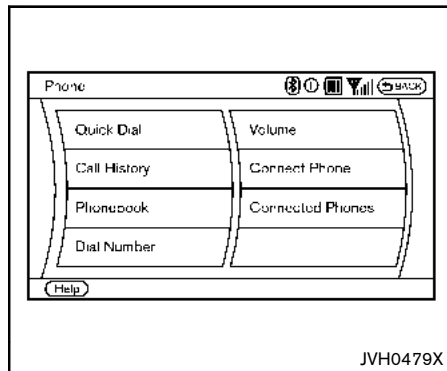 Phone BACK
Quick Dial Volume
Call History Connect Phone
Phonebook Connected Phones
Dial Number
Help
JVH0479X